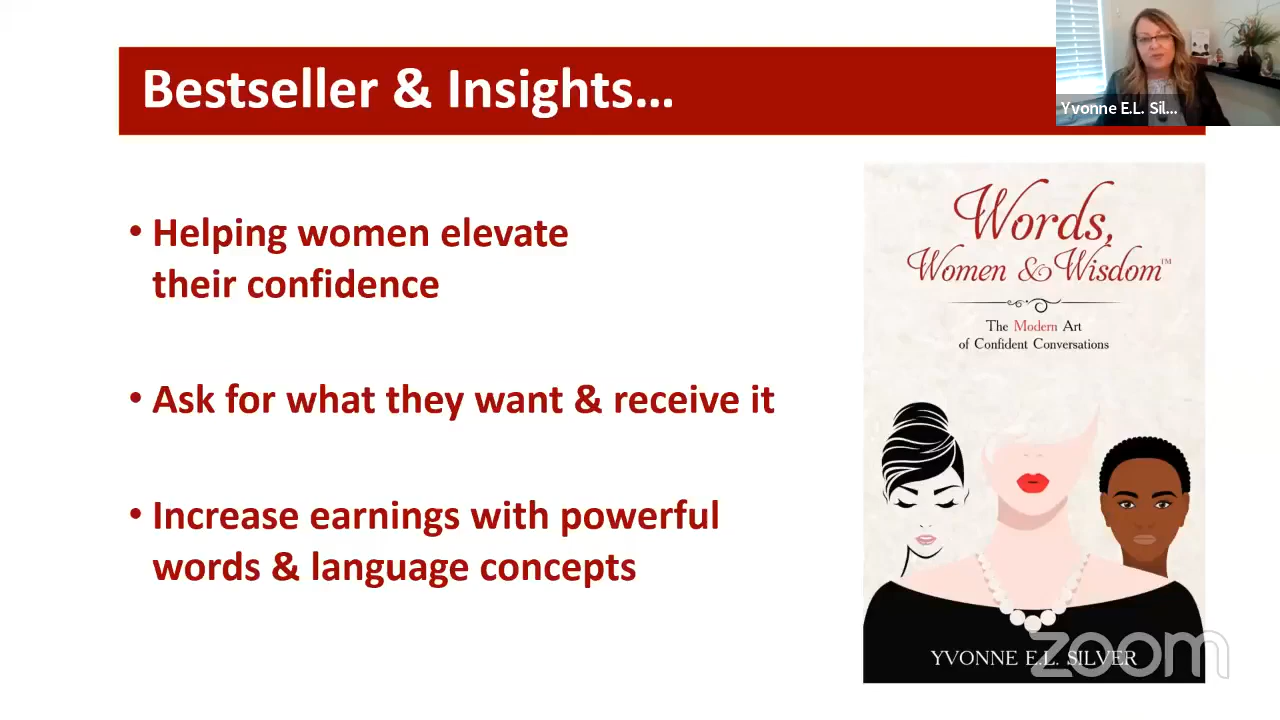 Bestseller & Insights...
Yvonne E.L. Sil...
• Helping women elevate
their confidence
• Ask for what they want & receive it
• Increase earnings with powerful
words & language concepts
Words,
Women & Wisdom™
The Modern Art
of Confident Conversations
YVONNE E.L. SILVER
zoom